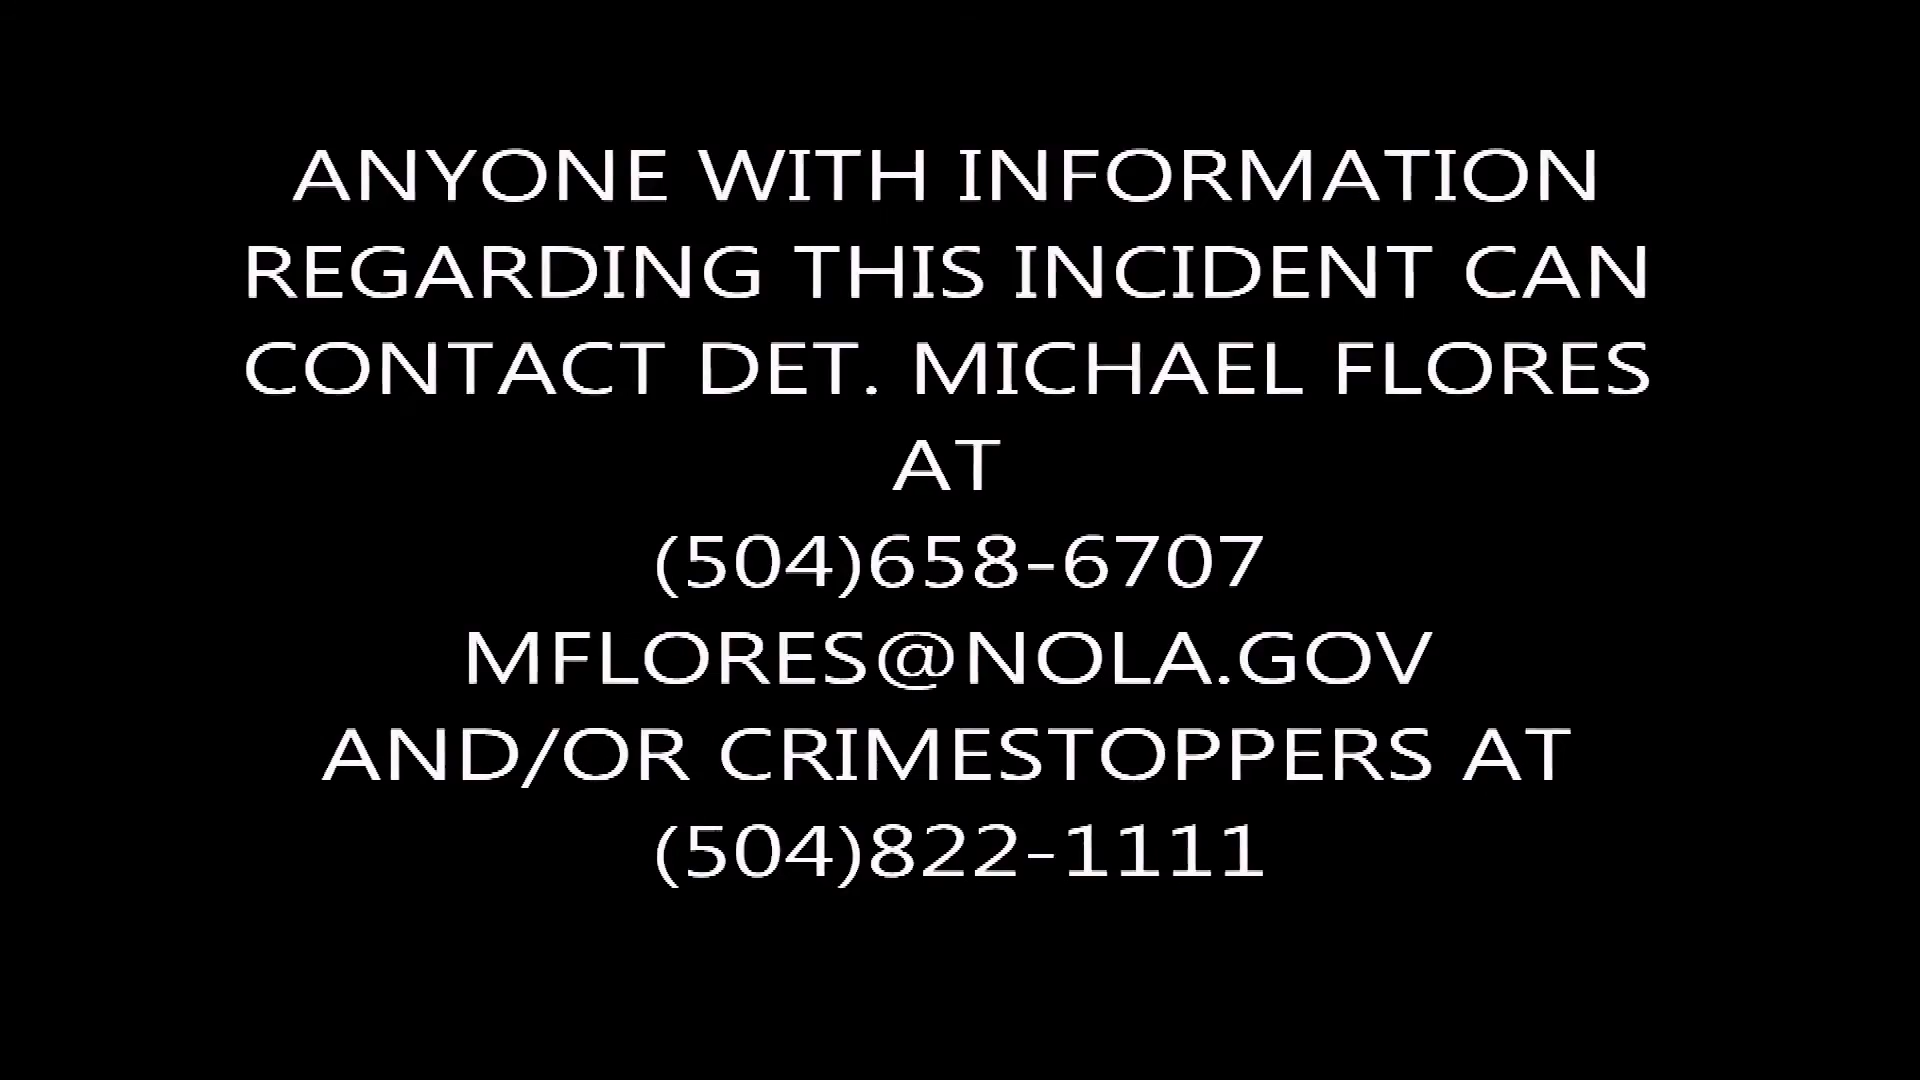 ANYONE WITH INFORMATION
REGARDING THIS INCIDENT CAN
CONTACT DET. MICHAEL FLORES
AT
(504)658-6707
MFLORES@NOLA.GOV
AND/OR CRIMESTOPPERS AT
(504)822-1111